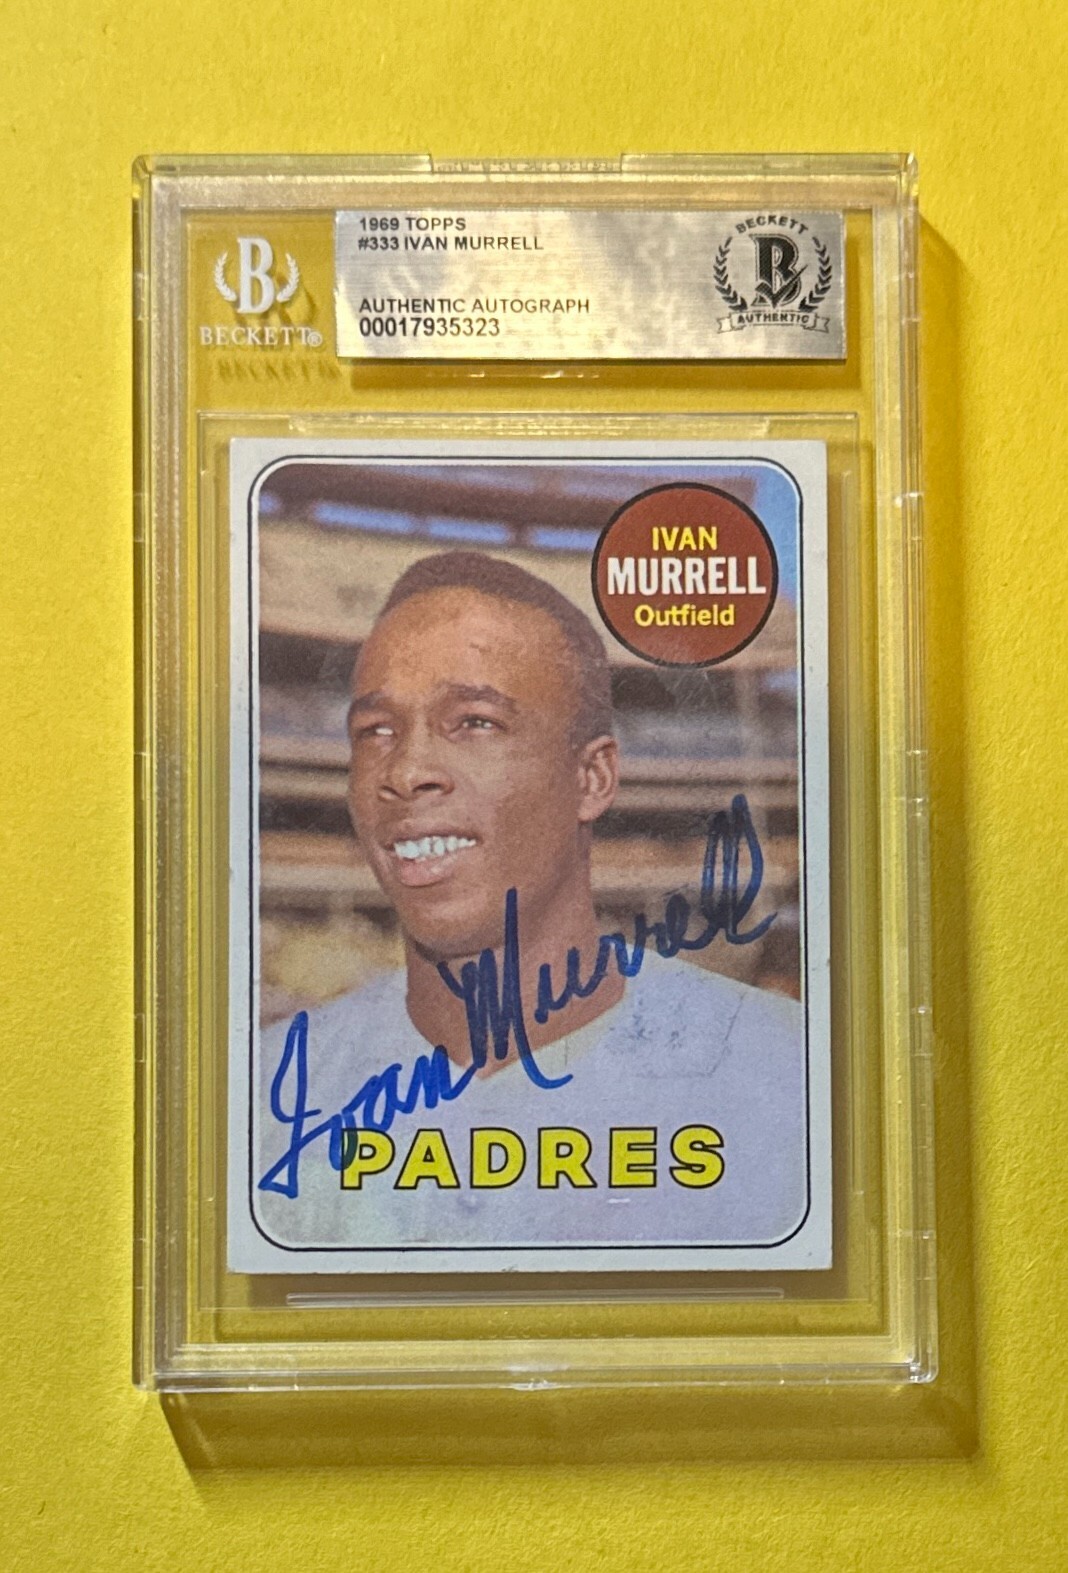 1969 TOPPS
#333 IVAN MURRELL
AUTHENTIC AUTOGRAPH
00017935323
BECKETT
B
AUTHENTIC
B
BECKETT®
IVAN
MURRELL
Outfield
Ivan Murrell
PADRES